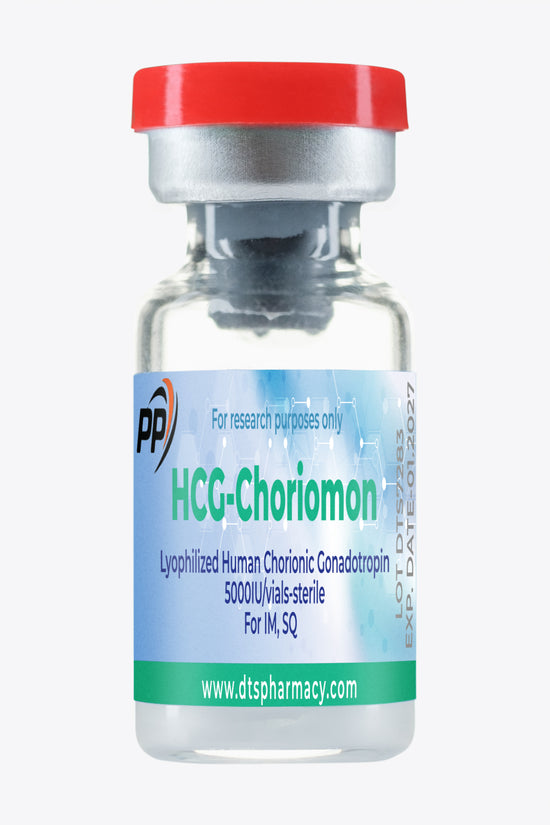 PP
For research purposes only
HCG-Choriomon
Lyophilized Human Chorionic Gonadotropin
5000IU/vials-sterile
For IM, SQ
www.dtspharmacy.com
LOT DTS7283
EXP. DATE-01.2027